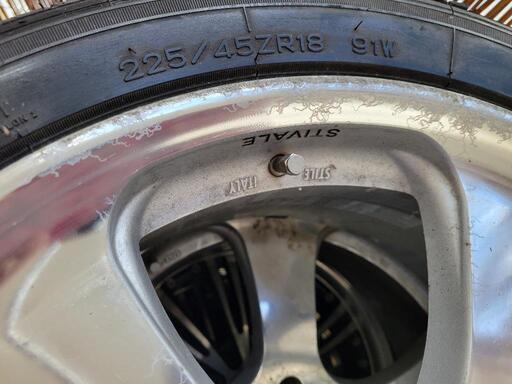 225/45ZR18 91W
STIVALE
STILE
ITALY